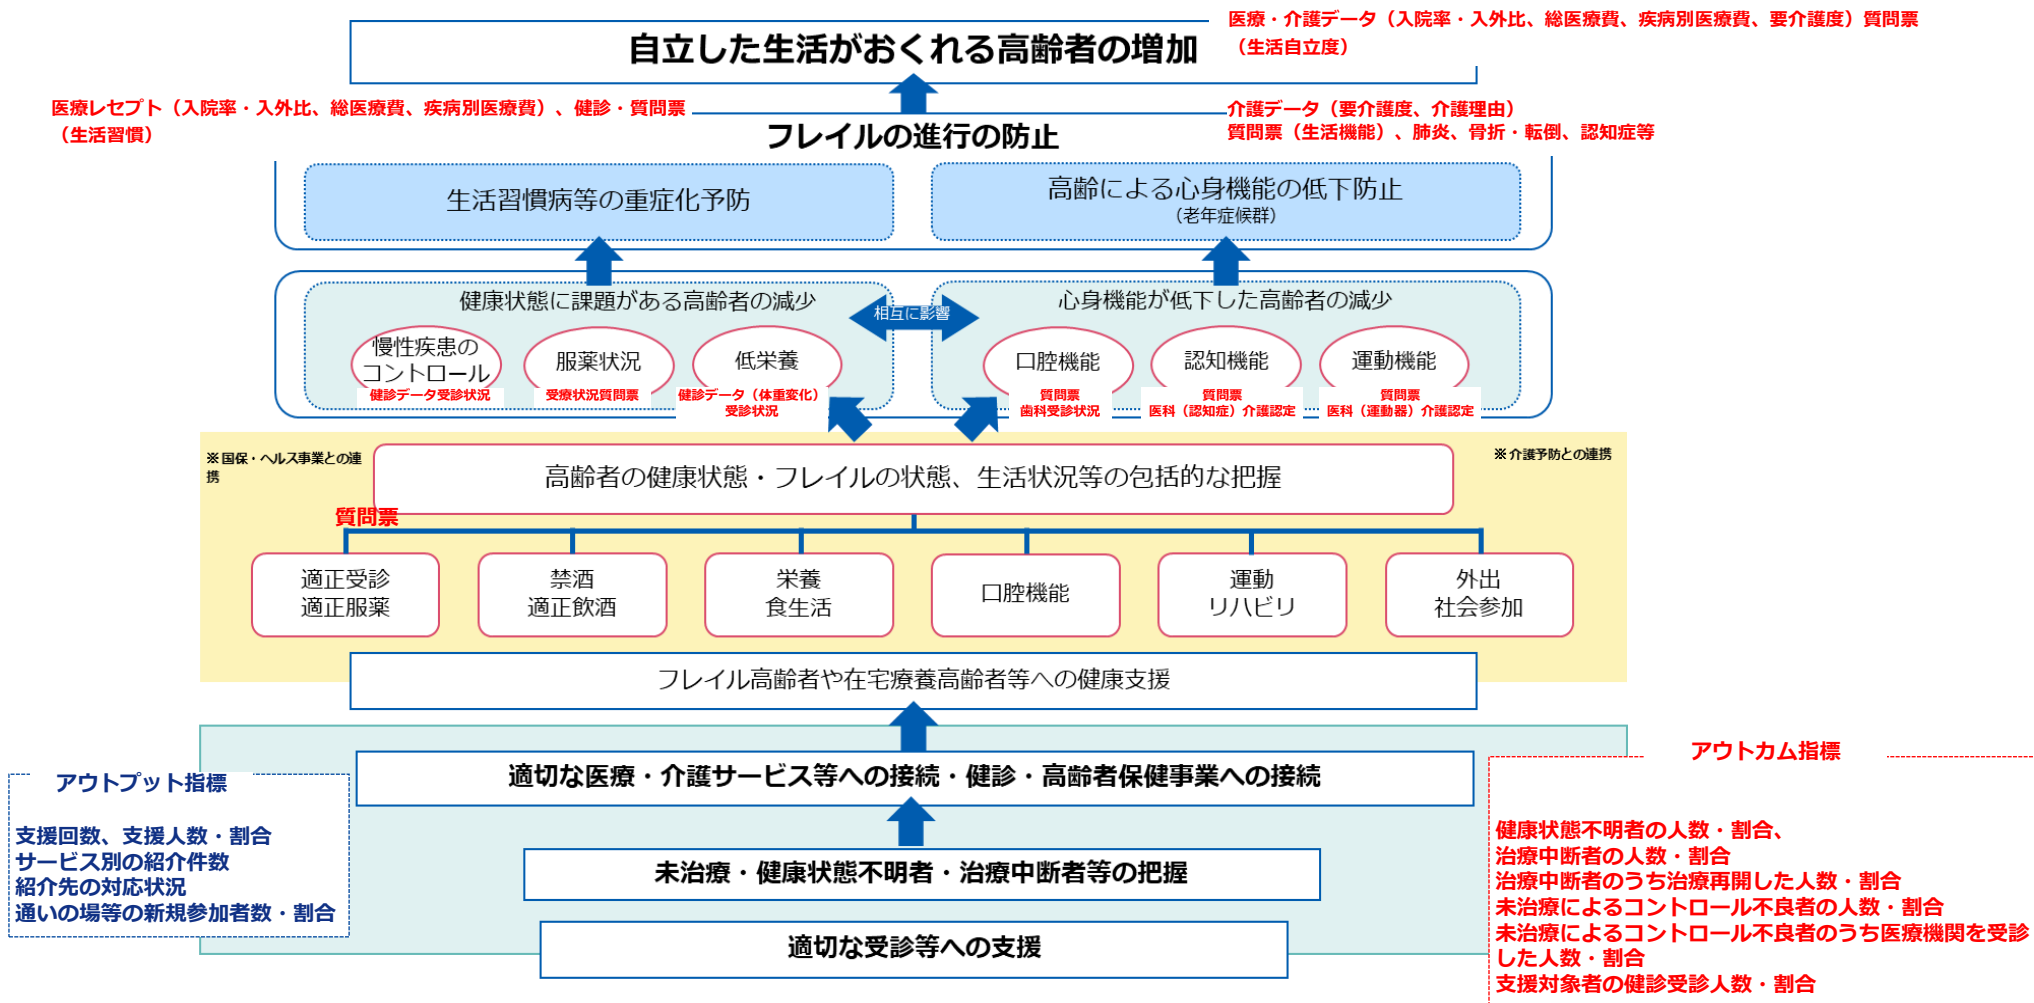 医療・介護データ（入院率・入外比、総医療費、疾病別医療費、要介護度）質問票
（生活自立度）
自立した生活がおくれる高齢者の増加
医療レセプト（入院率・入外比、総医療費、疾病別医療費）、健診・質問票
（生活習慣）
介護データ（要介護度、介護理由）
質問票（生活機能）、肺炎、骨折・転倒、認知症等
フレイルの進行の防止
生活習慣病等の重症化予防
高齢による心身機能の低下防止
（老年症候群）
健康状態に課題がある高齢者の減少
相互に影響
心身機能が低下した高齢者の減少
慢性疾患の
コントロール
健診データ受診状況
服薬状況
受療状況質問票
低栄養
健診データ（体重変化）
受診状況
口腔機能
質問票
歯科受診状況
認知機能
質問票
医科（認知症）介護認定
運動機能
質問票
医科（運動器）介護認定
※国保・ヘルス事業との連
携
高齢者の健康状態・フレイルの状態、生活状況等の包括的な把握
※介護予防との連携
質問票
適正受診
適正服薬
禁酒
適正飲酒
栄養
食生活
口腔機能
運動
リハビリ
外出
社会参加
フレイル高齢者や在宅療養高齢者等への健康支援
適切な医療・介護サービス等への接続・健診・高齢者保健事業への接続
未治療・健康状態不明者・治療中断者等の把握
適切な受診等への支援
アウトプット指標
支援回数、支援人数・割合
サービス別の紹介件数
紹介先の対応状況
通いの場等の新規参加者数・割合
アウトカム指標
健康状態不明者の人数・割合、
治療中断者の人数・割合
治療中断者のうち治療再開した人数・割合
未治療によるコントロール不良者の人数・割合
未治療によるコントロール不良者のうち医療機関を受診
した人数・割合
支援対象者の健診受診人数・割合